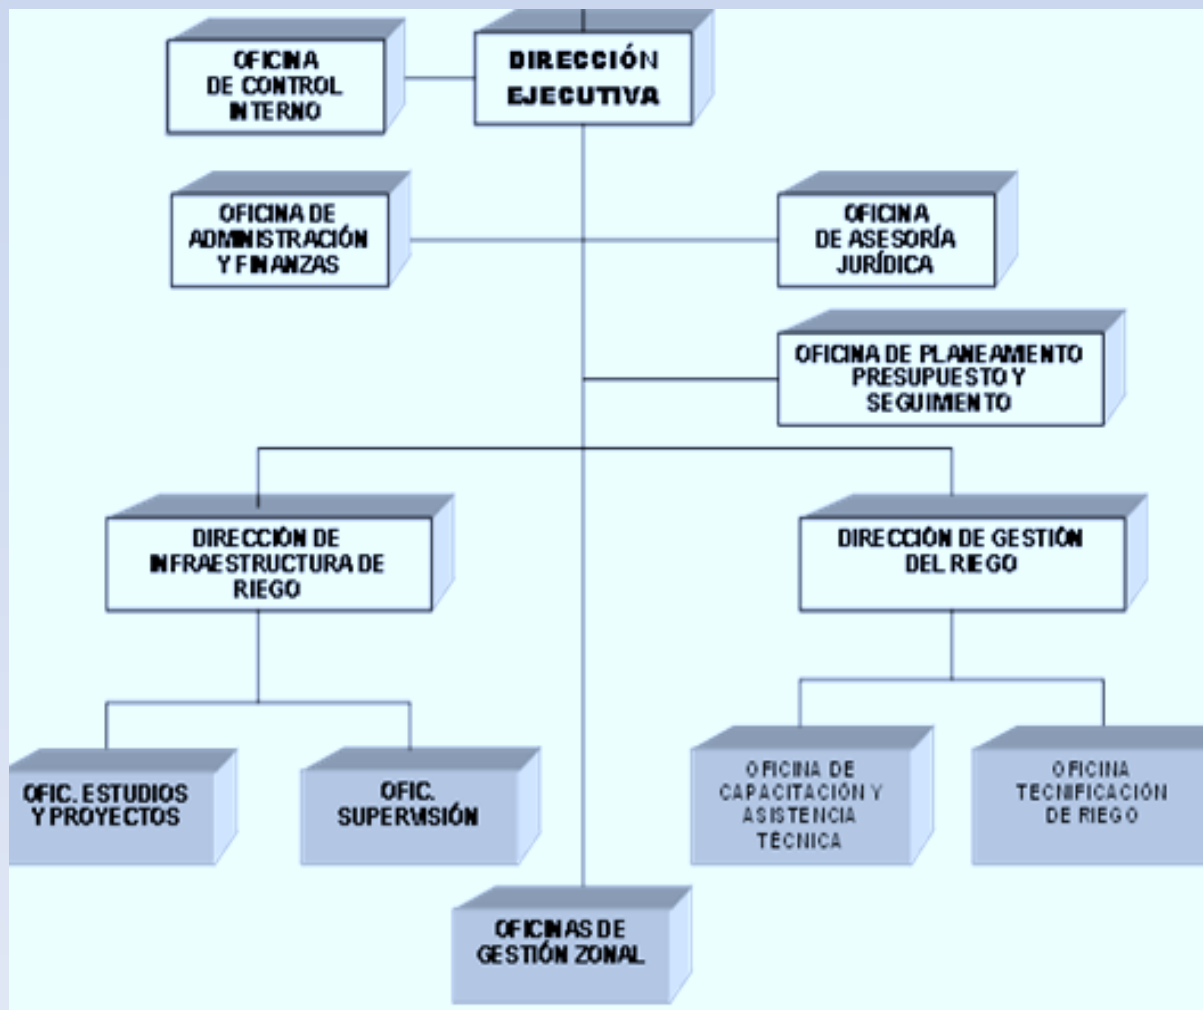 OFICINA
DE CONTROL
INTERNO
DIRECCIÓN
EJECUTIVA
OFICINA DE
ADMINISTRACIÓN
Y FINANZAS
OFICINA
DE ASESORÍA
JURÍDICA
OFICINA DE PLANEAMIENTO
PRESUPUESTO Y
SEGUIMIENTO
DIRECCIÓN DE
INFRAESTRUCTURA DE
RIEGO
DIRECCIÓN DE GESTIÓN
DEL RIEGO
OFIC. ESTUDIOS
Y PROYECTOS
OFIC.
SUPERVISIÓN
OFICINA DE
CAPACITACIÓN Y
ASISTENCIA
TÉCNICA
OFICINA
TECNIFICACIÓN
DE RIEGO
OFICINAS DE
GESTIÓN ZONAL